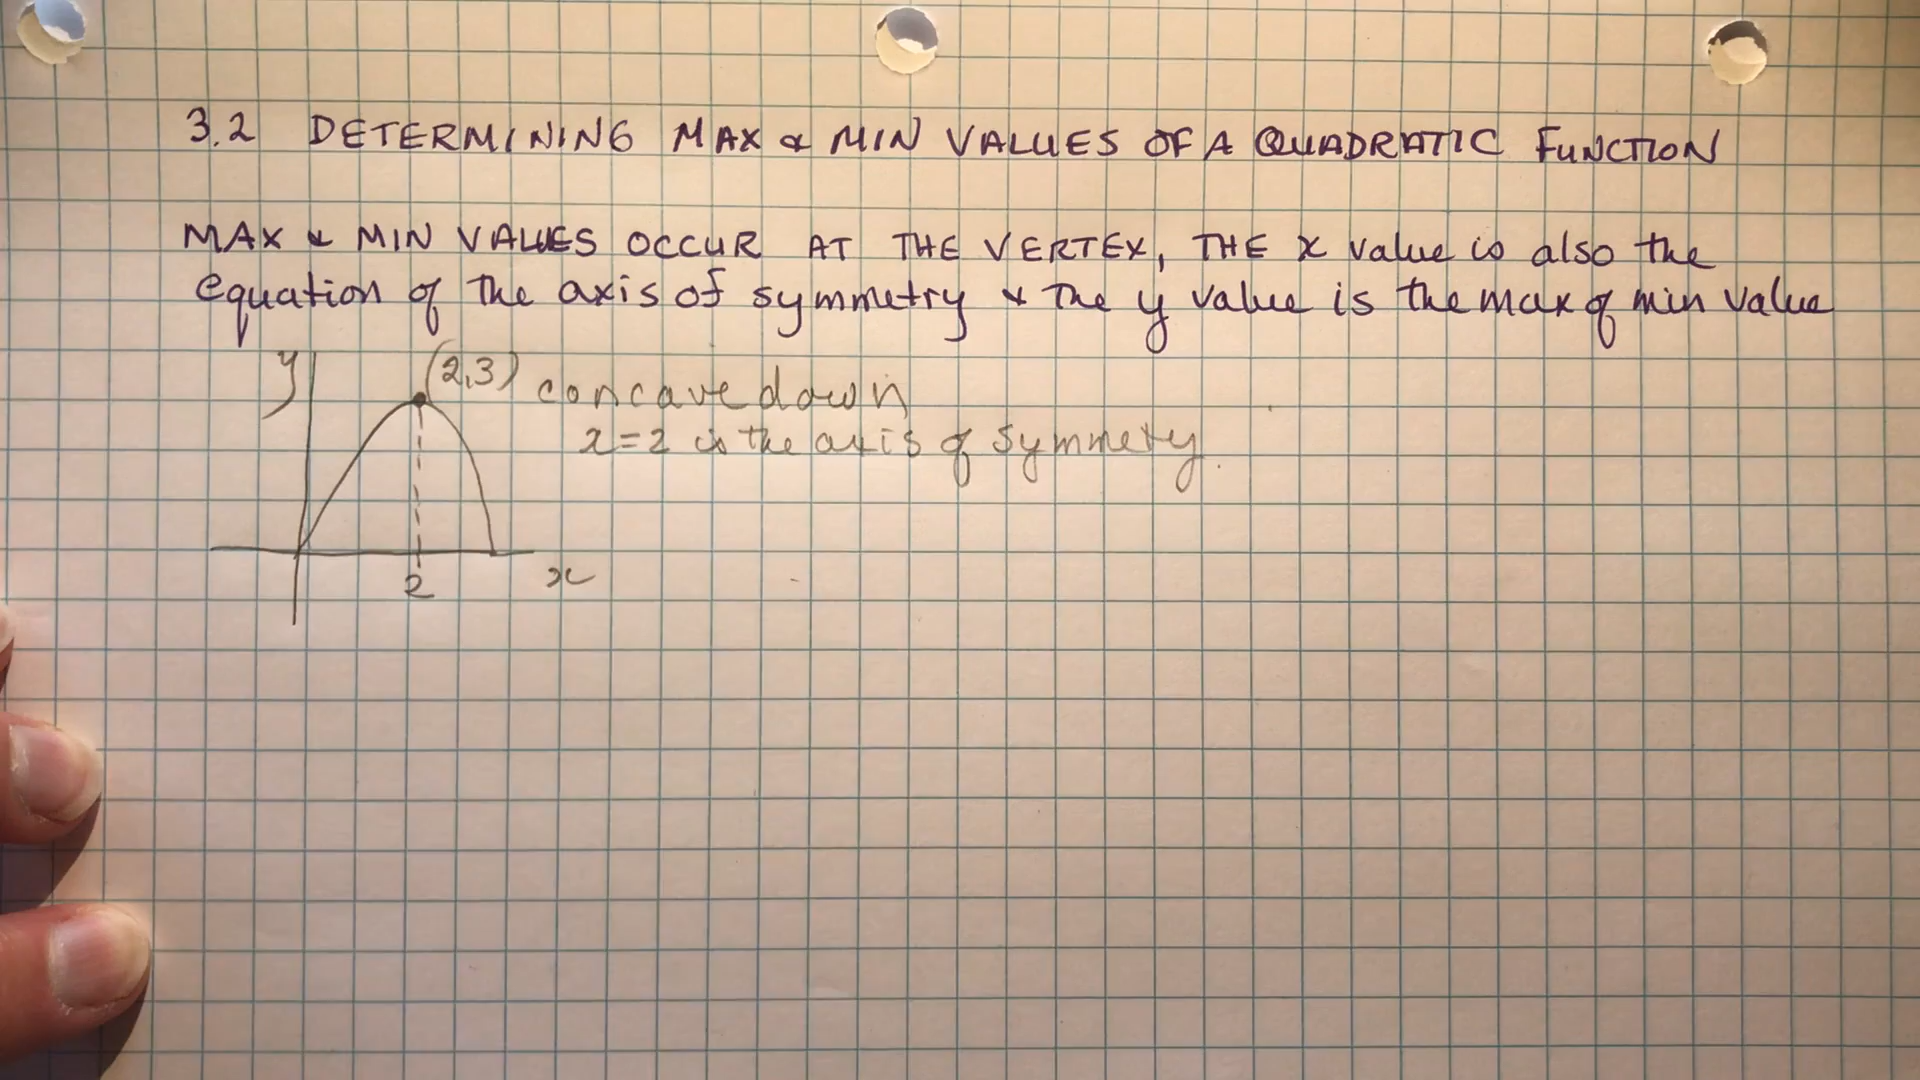 3.2 DETERMINING MAX & MIN VALUES OF A QUADRATIC FUNCTION
MAX & MIN VALUES OCCUR AT THE VERTEX, THE x value is also the
equation of the axis of symmetry & the y value is the max of min value
y (2,3) concave down
x=2 is the axis of symmety.
2 x